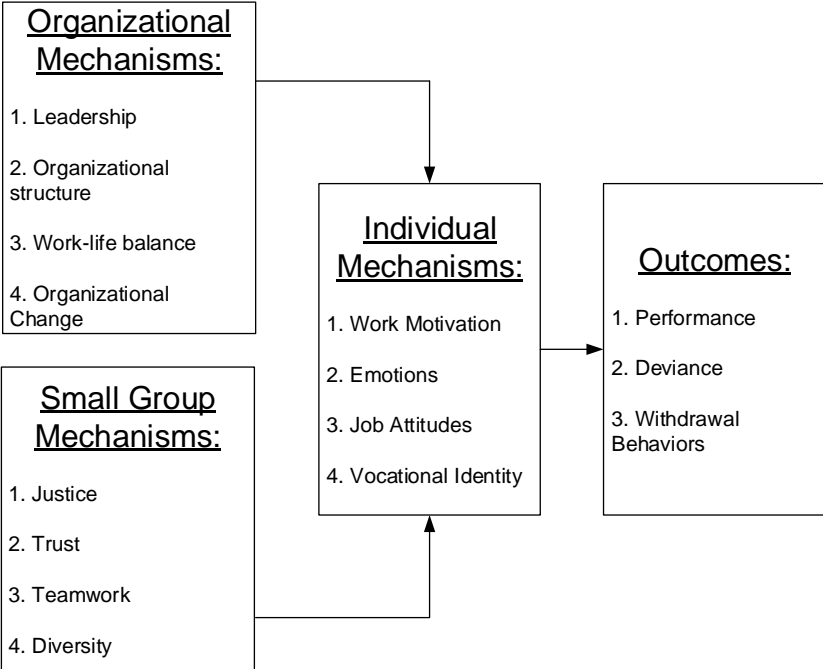 Organizational
Mechanisms:
1. Leadership
2. Organizational
structure
3. Work-life balance
4. Organizational
Change
Small Group
Mechanisms:
1. Justice
2. Trust
3. Teamwork
4. Diversity
Individual
Mechanisms:
1. Work Motivation
2. Emotions
3. Job Attitudes
4. Vocational Identity
Outcomes:
1. Performance
2. Deviance
3. Withdrawal
Behaviors